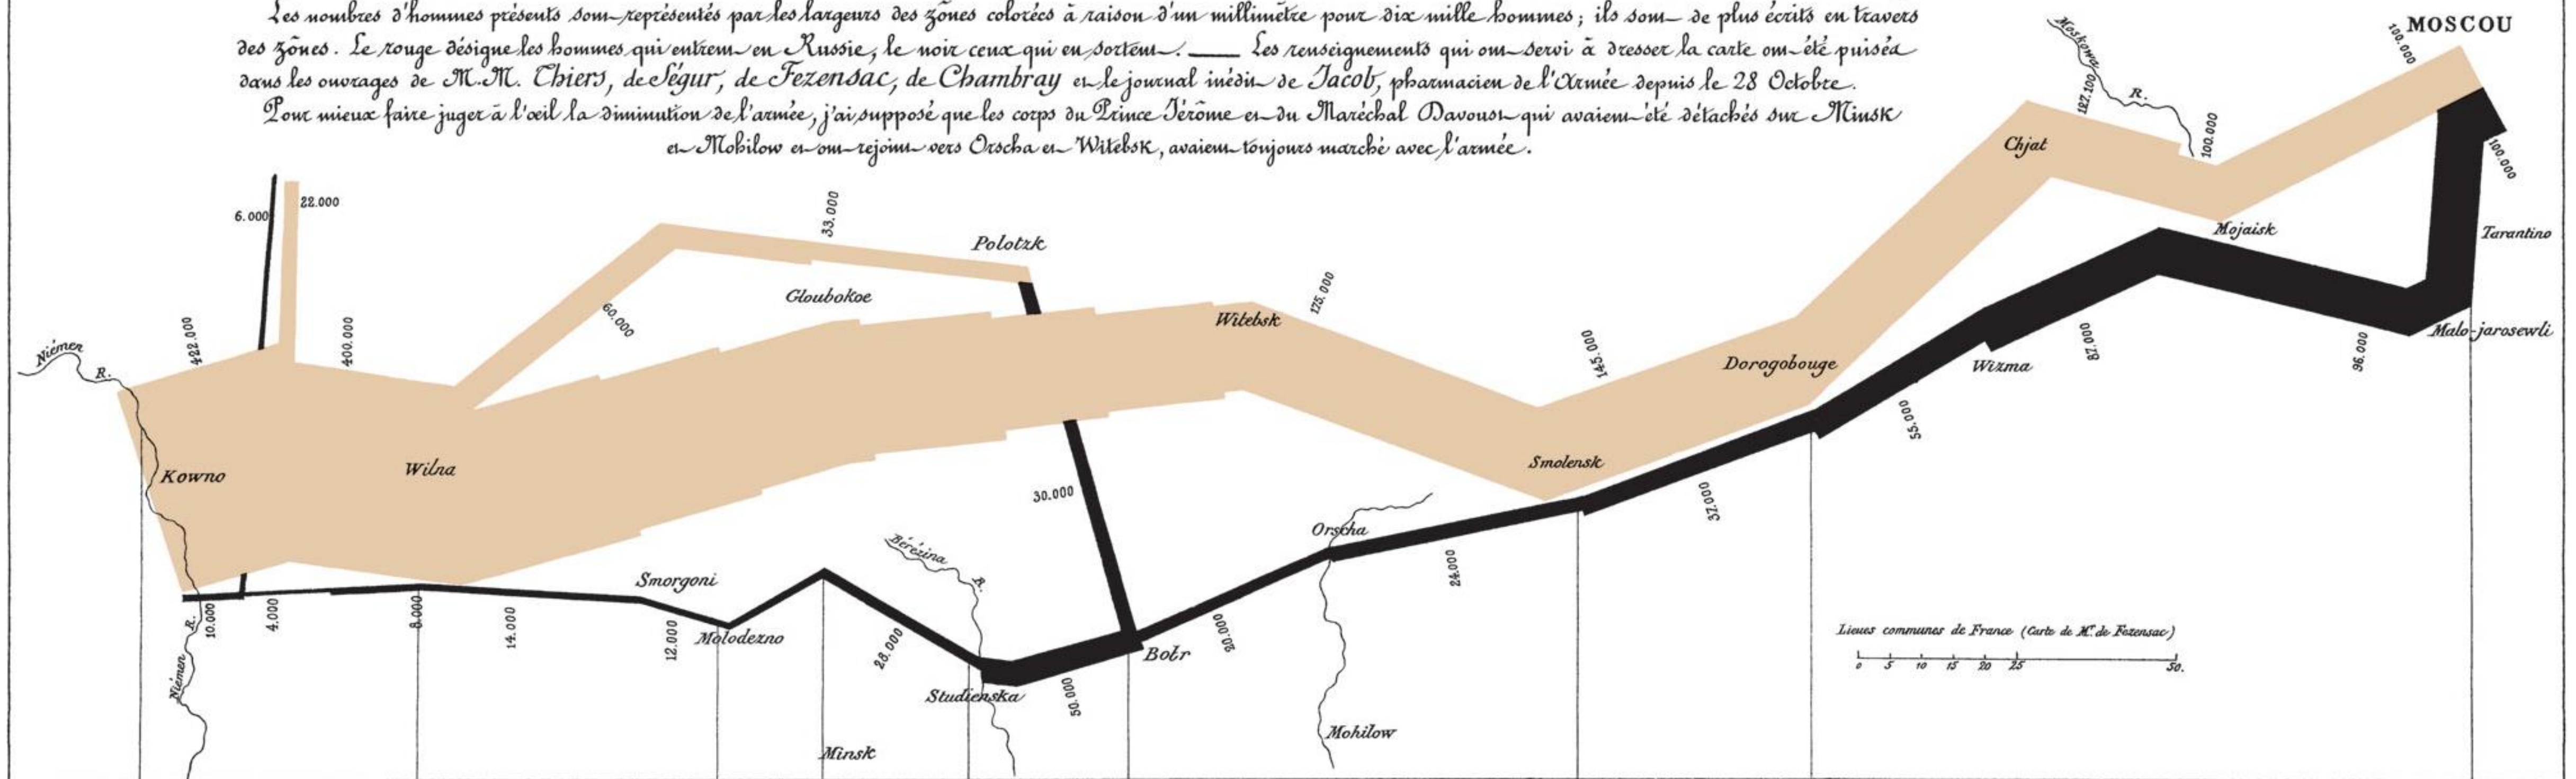 Les nombres d'hommes présents sont représentés par les largeurs des zônes colorées à raison d'un millimètre pour dix mille hommes; ils sont de plus écrits en travers
des zônes. Le rouge désigne les hommes qui entrent en Russie, le noir ceux qui en sortent. — Les renseignements qui ont servi à dresser la carte ont été puisés
dans les ouvrages de M.M. Thiers, de Ségur, de Fezensac, de Chambray et le journal inédit de Jacob, pharmacien de l'Armée depuis le 28 Octobre.
Pour mieux faire juger à l'œil la diminution de l'armée, j'ai supposé que les corps du Prince Jérôme et du Maréchal Davoust qui avaient été détachés sur Minsk
et Mohilow et ont rejoint vers Orscha et Witebsk, avaient toujours marché avec l'armée.
MOSCOU
100.000
Moskowa
R.
127.100
100.000
Chjat
100.000
Mojaisk
Tarantino
Malo-jarosewli
6.000
22.000
33.000
Polotzk
Gloubokoe
60.000
422.000
400.000
Niémen
R.
Kowno
Wilna
Witebsk
175.000
145.000
Dorogobouge
Smolensk
Wizma
87.000
96.000
55.000
37.000
24.000
Orscha
30.000
Bérézina
R.
Smorgoni
10.000
4.000
8.000
14.000
12.000
Molodezno
28.000
Studienska
50.000
Botr
20.000
R.
Niémen
Minsk
Mohilow
Lieues communes de France (Carte de Mr. de Fezensac)
0 5 10 15 20 25 50.